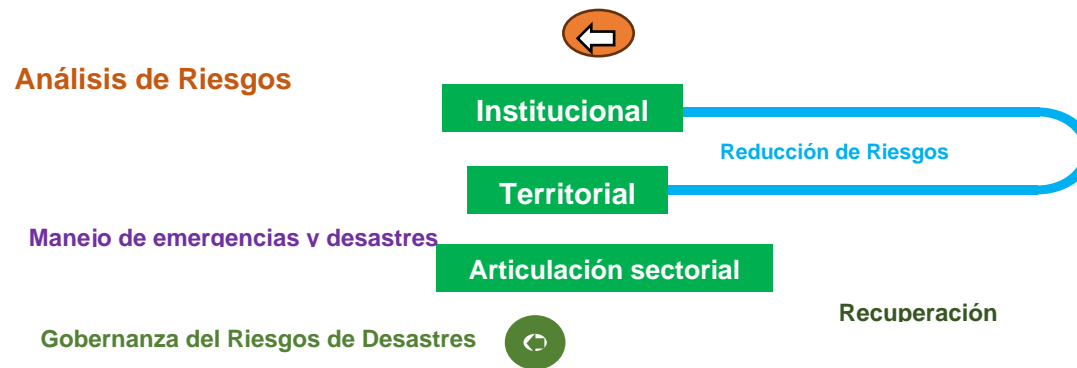 Análisis de Riesgos
Institucional
Reducción de Riesgos
Territorial
Manejo de emergencias y desastres
Articulación sectorial
Recuperación
Gobernanza del Riesgos de Desastres